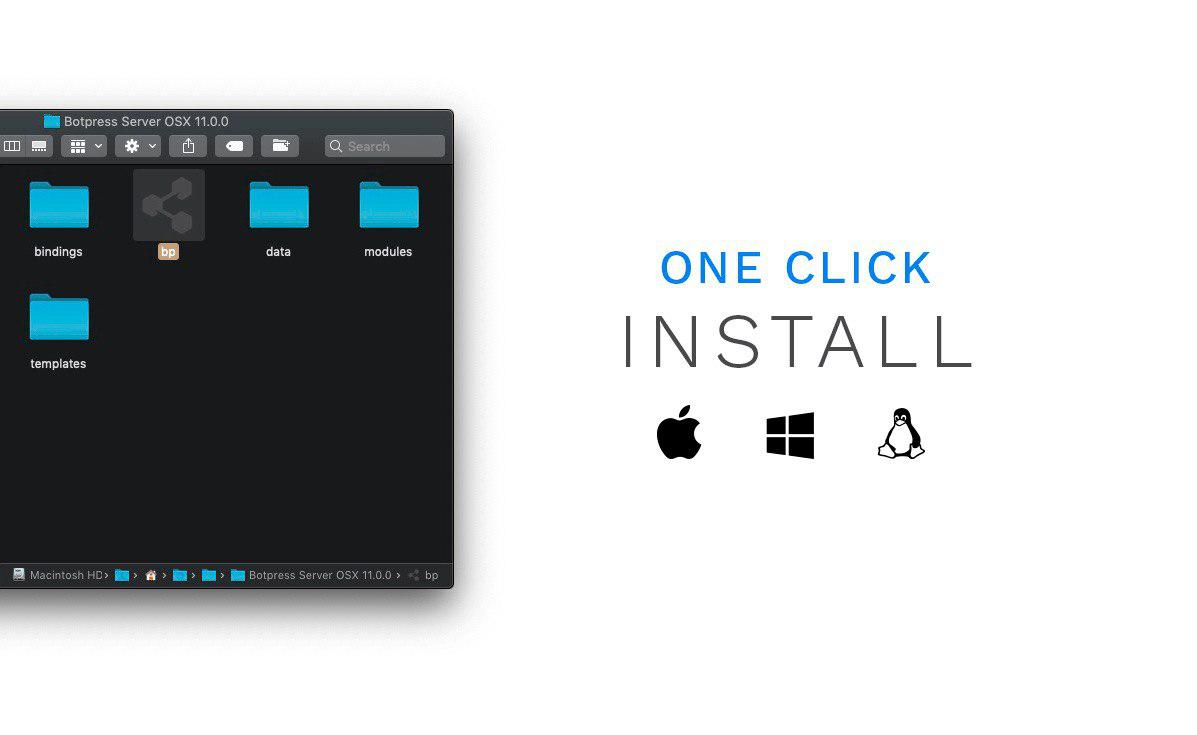 Botpress Server OSX 11.0.0
Search
bindings
bp
data
modules
templates
Macintosh HD
Botpress Server OSX 11.0.0
bp
ONE CLICK
INSTALL